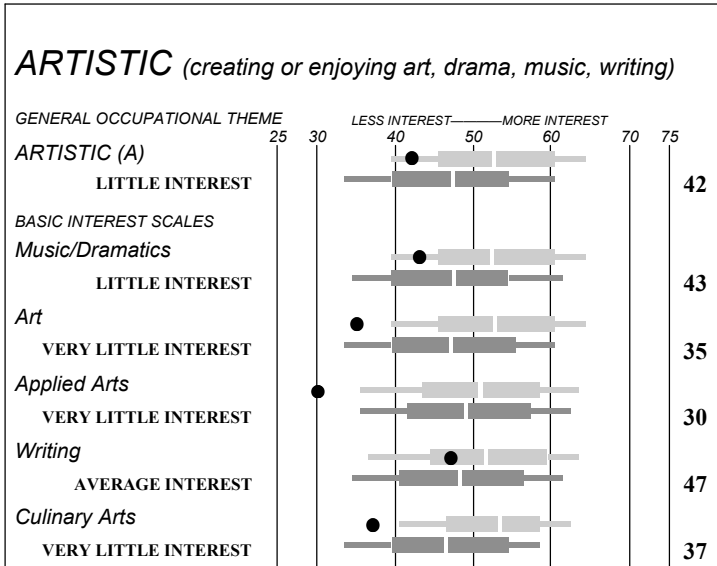 ARTISTIC (creating or enjoying art, drama, music, writing)
GENERAL OCCUPATIONAL THEME LESS INTEREST MORE INTEREST
25 30 40 50 60 70 75
ARTISTIC (A)
LITTLE INTEREST 42
BASIC INTEREST SCALES
Music/Dramatics
LITTLE INTEREST 43
Art
VERY LITTLE INTEREST 35
Applied Arts
VERY LITTLE INTEREST 30
Writing
AVERAGE INTEREST 47
Culinary Arts
VERY LITTLE INTEREST 37